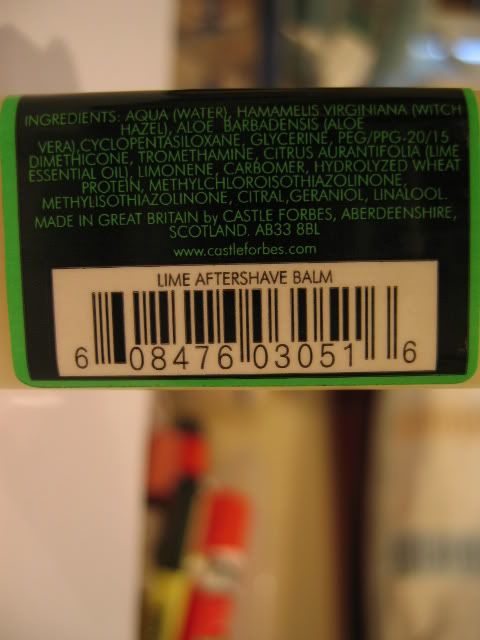 INGREDIENTS: AQUA (WATER), HAMAMELIS VIRGINIANA (WITCH
HAZEL), ALOE BARBADENSIS (ALOE
VERA),CYCLOPENTASILOXANE, GLYCERINE, PEG/PPG-20/15
DIMETHICONE, TROMETHAMINE, CITRUS AURANTIFOLIA (LIME
ESSENTIAL OIL), LIMONENE, CARBOMER, HYDROLYZED WHEAT
PROTEIN, METHYLCHLOROISOTHIAZOLINONE,
METHYLISOTHIAZOLINONE, CITRAL,GERANIOL, LINALOOL.
MADE IN GREAT BRITAIN by CASTLE FORBES, ABERDEENSHIRE,
SCOTLAND. AB33 8BL
www.castleforbes.com
LIME AFTERSHAVE BALM
6 08476 03051 6